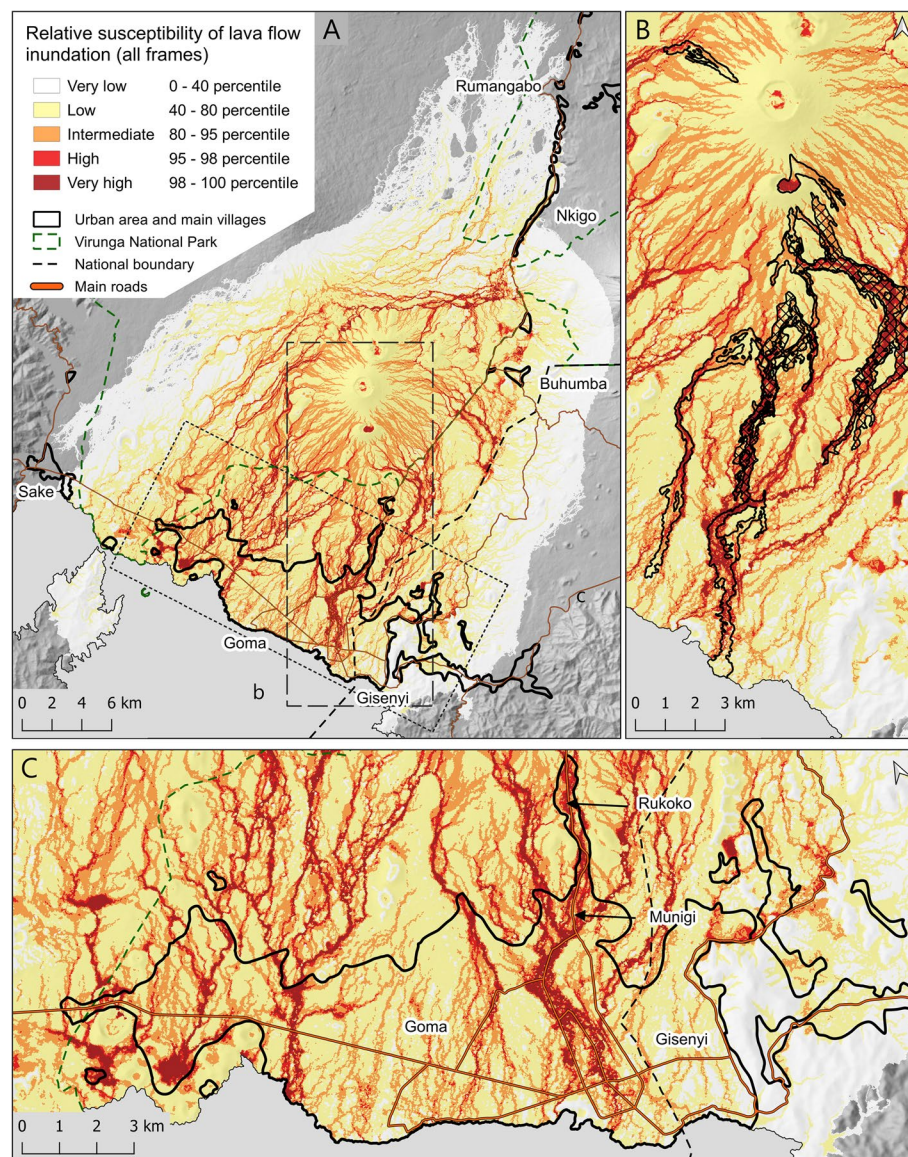 Relative susceptibility of lava flow
inundation (all frames)
Very low 0 - 40 percentile
Low 40 - 80 percentile
Intermediate 80 - 95 percentile
High 95 - 98 percentile
Very high 98 - 100 percentile
Urban area and main villages
Virunga National Park
National boundary
Main roads
A
Rumangabo
Nkigo
Buhumba
Sake
Goma
Gisenyi
b
c
0 2 4 6 km
B
0 1 2 3 km
C
Rukoko
Munigi
Goma
Gisenyi
0 1 2 3 km